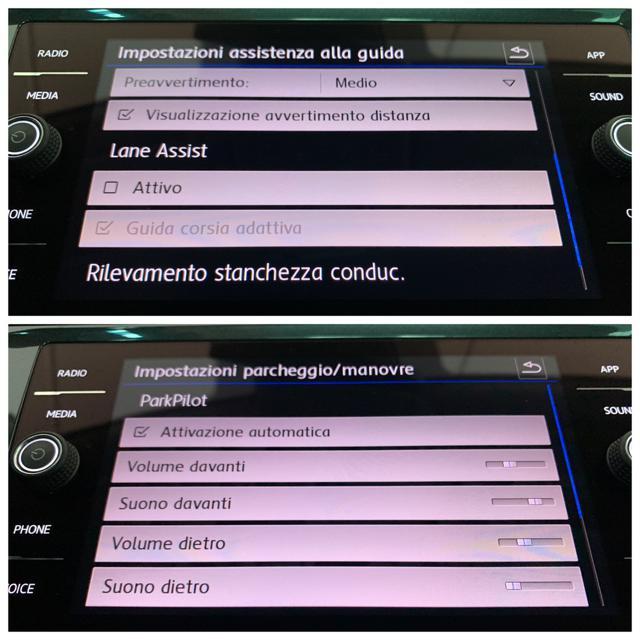 RADIO
MEDIA
Impostazioni assistenza alla guida
APP
SOUND
Preavvertimento: Medio
Visualizzazione avvertimento distanza
Lane Assist
Attivo
Guida corsia adattiva
Rilevamento stanchezza conduc.
RADIO
MEDIA
PHONE
Impostazioni parcheggio/manovre
APP
ParkPilot
Attivazione automatica
Volume davanti
Suono davanti
Volume dietro
Suono dietro